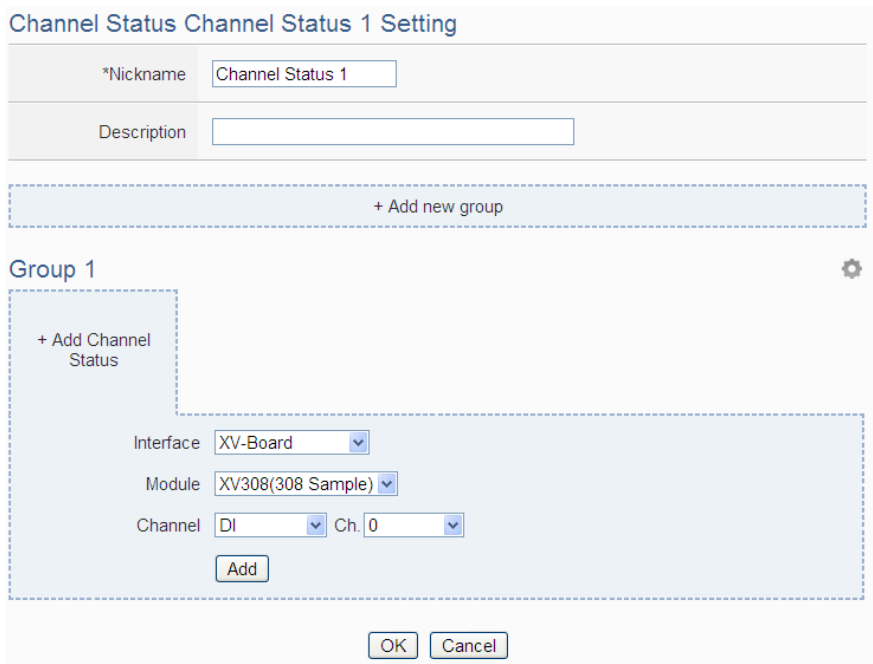 Channel Status Channel Status 1 Setting
*Nickname Channel Status 1
Description
+ Add new group
Group 1
+ Add Channel
Status
Interface XV-Board
Module XV308(308 Sample)
Channel DI Ch. 0
Add
OK Cancel